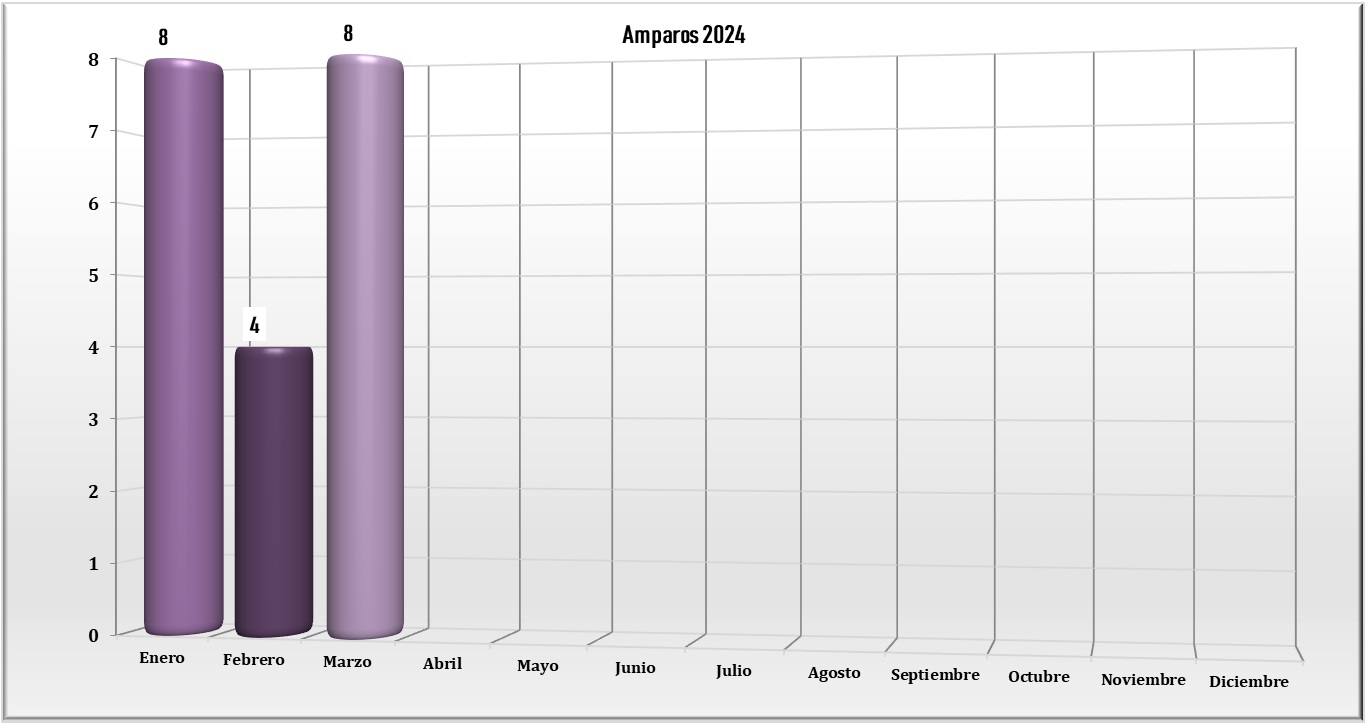 Amparos 2024
8
8
4
8
7
6
5
4
3
2
1
0
Enero
Febrero
Marzo
Abril
Mayo
Junio
Julio
Agosto
Septiembre
Octubre
Noviembre
Diciembre